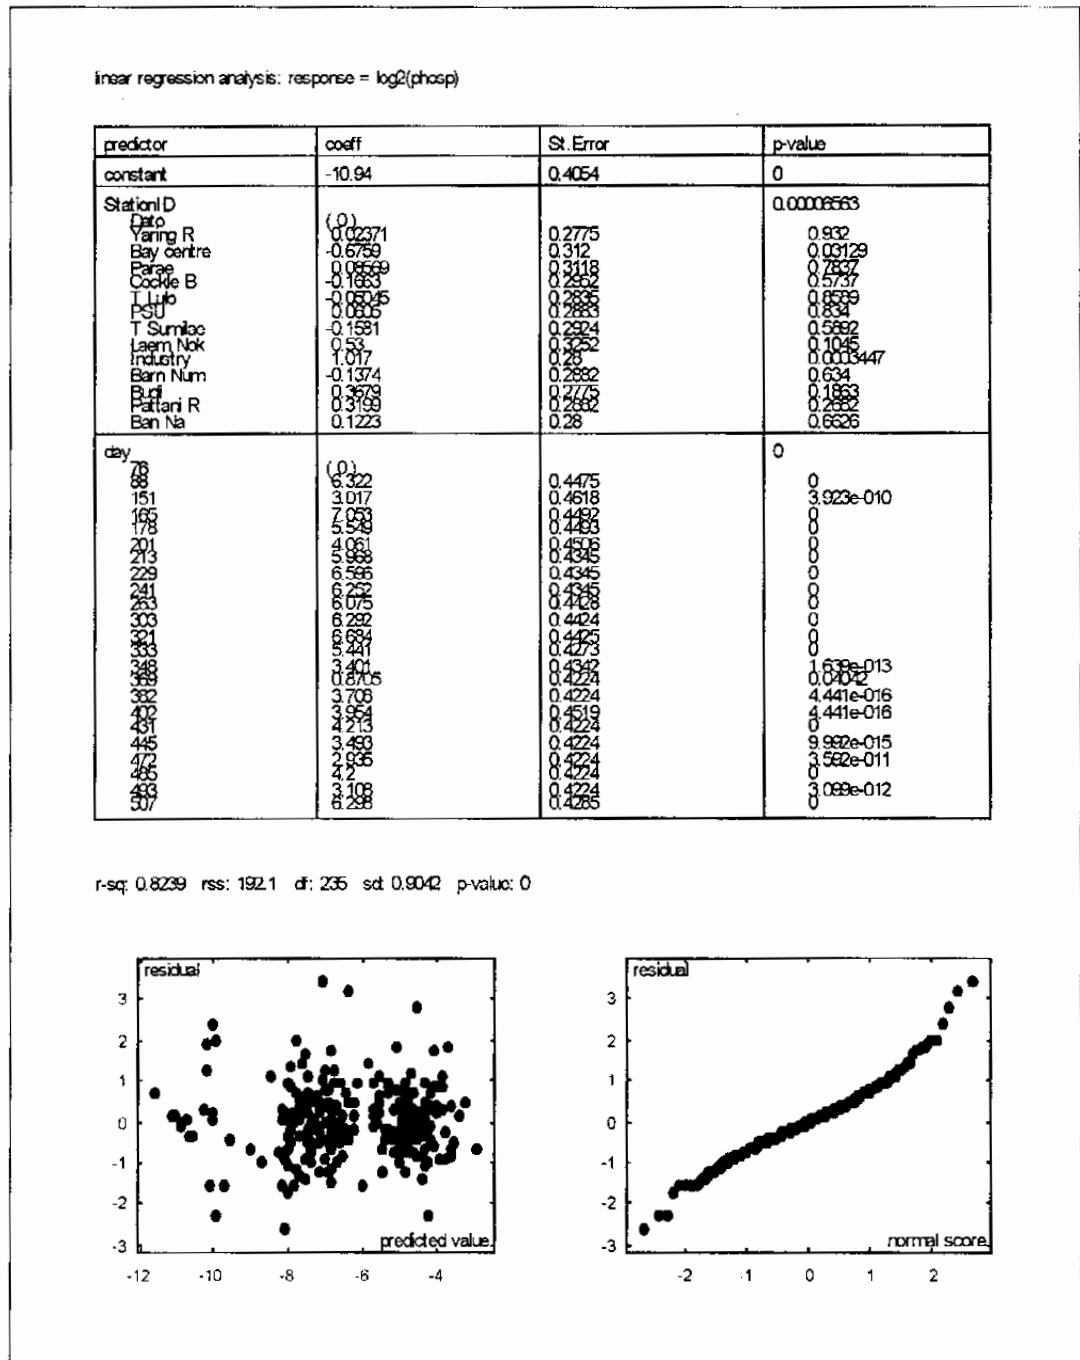 linear regression analysis: response = log2(phosp)
predictor coeff St.Error p-value
constant -10.94 0.4054 0
StationID 0.00006563
Dato (0)
Yaring R 0.02371 0.2775 0.932
Bay centre -0.6759 0.312 0.03129
Parae 0.08569 0.3118 0.7837
Cockle B -0.1663 0.2952 0.5737
T Lulo -0.05045 0.2835 0.8589
PSU 0.0605 0.2883 0.834
T Sumilae -0.1581 0.2924 0.5892
Laem Nok 0.53 0.3252 0.1045
Industry 1.017 0.28 0.0003447
Barn Num -0.1374 0.2882 0.634
Budi 0.3679 0.2775 0.1863
Pattani R 0.3199 0.2882 0.2682
Ban Na 0.1223 0.28 0.6626
day 0
76 (0)
88 6.322 0.4475 0
151 3.017 0.4618 3.923e-010
165 7.053 0.4492 0
178 5.549 0.4493 0
201 4.061 0.4506 0
213 5.968 0.4345 0
229 6.596 0.4345 0
241 6.252 0.4345 0
263 6.075 0.4428 0
303 6.292 0.4424 0
321 6.684 0.4425 0
333 5.441 0.4273 0
348 3.401 0.4342 1.639e-013
369 0.8705 0.4224 0.04042
382 3.708 0.4224 4.441e-016
402 3.954 0.4519 4.441e-016
431 4.213 0.4224 0
445 3.493 0.4224 9.992e-015
472 2.935 0.4224 3.592e-011
485 4.2 0.4224 0
493 3.108 0.4224 3.099e-012
507 6.298 0.4285 0
r-sq: 0.8239 rss: 192.1 df: 235 sd: 0.9042 p-value: 0
residual
3
2
1
0
-1
-2
-3
predicted value
-12 -10 -8 -6 -4
residual
3
2
1
0
-1
-2
-3
normal score
-2 -1 0 1 2